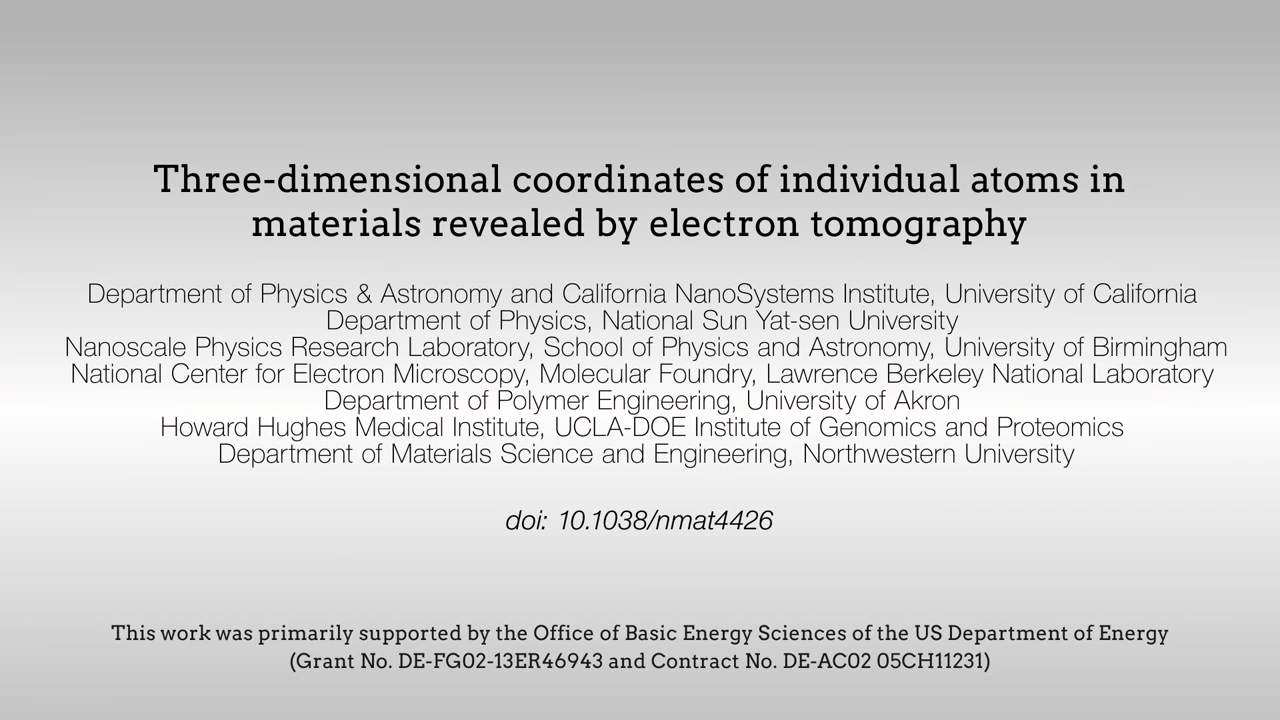 Three-dimensional coordinates of individual atoms in
materials revealed by electron tomography
Department of Physics & Astronomy and California NanoSystems Institute, University of California
Department of Physics, National Sun Yat-sen University
Nanoscale Physics Research Laboratory, School of Physics and Astronomy, University of Birmingham
National Center for Electron Microscopy, Molecular Foundry, Lawrence Berkeley National Laboratory
Department of Polymer Engineering, University of Akron
Howard Hughes Medical Institute, UCLA-DOE Institute of Genomics and Proteomics
Department of Materials Science and Engineering, Northwestern University
doi: 10.1038/nmat4426
This work was primarily supported by the Office of Basic Energy Sciences of the US Department of Energy
(Grant No. DE-FG02-13ER46943 and Contract No. DE-AC02 05CH11231)